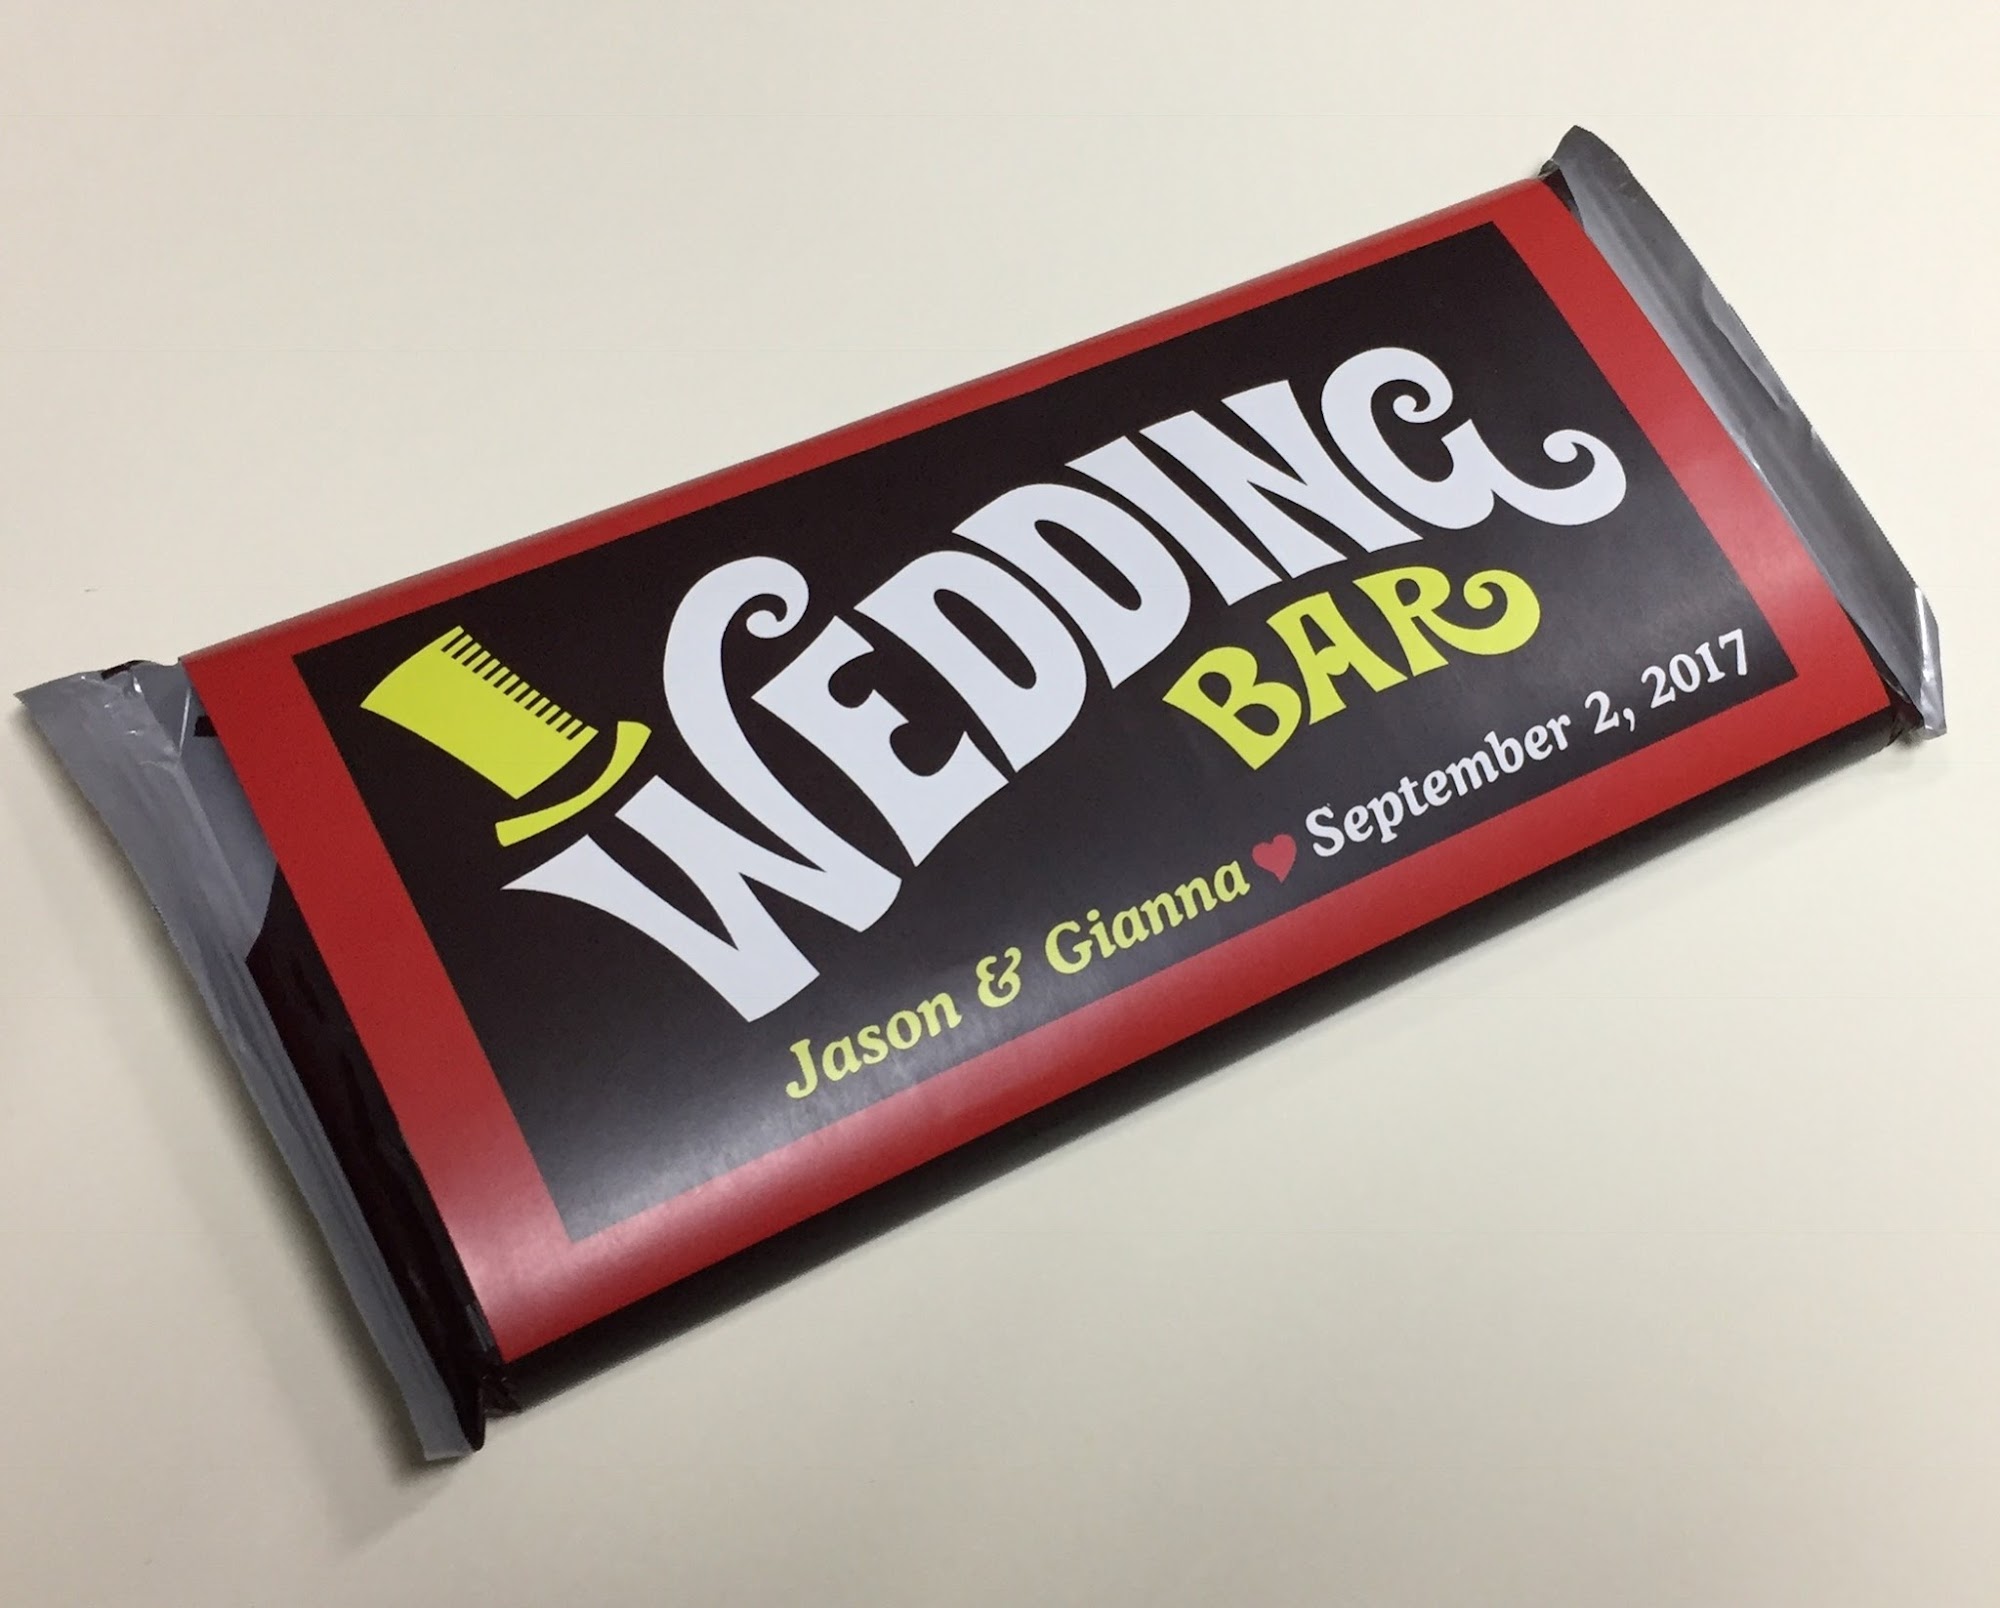 WEDDING
BAR
Jason & Gianna ❤ September 2, 2017